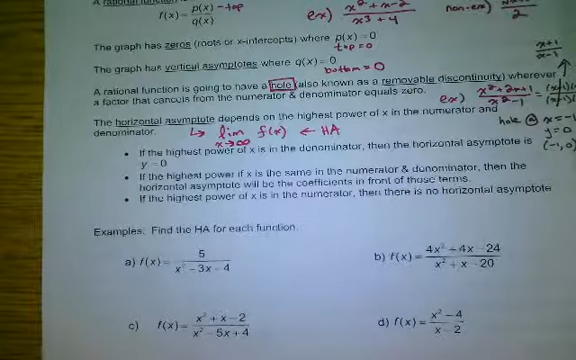 A rational function is
f(x) = p(x)/q(x) -top
ex) x² + x - 2 / x³ + 4
non-ex)
2
The graph has zeros (roots or x-intercepts) where p(x) = 0
top = 0
The graph has vertical asymptotes where q(x) = 0
bottom = 0
x+1 / x-1
A rational function is going to have a hole (also known as a removable discontinuity) wherever
a factor that cancels from the numerator & denominator equals zero.
ex) x² + 2x + 1 / x² - 1 =
The horizontal asymptote depends on the highest power of x in the numerator and
denominator.
lim x→∞ f(x) ← HA
hole @ x = -1
y = 0
(-1, 0)
• If the highest power of x is in the denominator, then the horizontal asymptote is
y = 0
• If the highest power if x is the same in the numerator & denominator, then the
horizontal asymptote will be the coefficients in front of those terms.
• If the highest power of x is in the numerator, then there is no horizontal asymptote
Examples: Find the HA for each function.
a) f(x) = 5 / x² - 3x - 4
b) f(x) = 4x² + 4x - 24 / x² + x - 20
c) f(x) = x² + x - 2 / x² - 5x + 4
d) f(x) = x² - 4 / x - 2